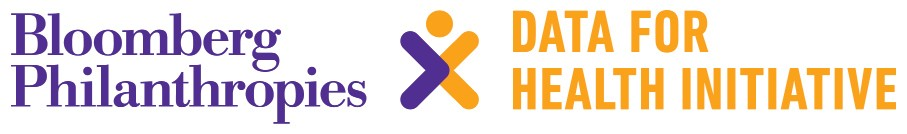 Bloomberg
Philanthropies
DATA FOR
HEALTH INITIATIVE